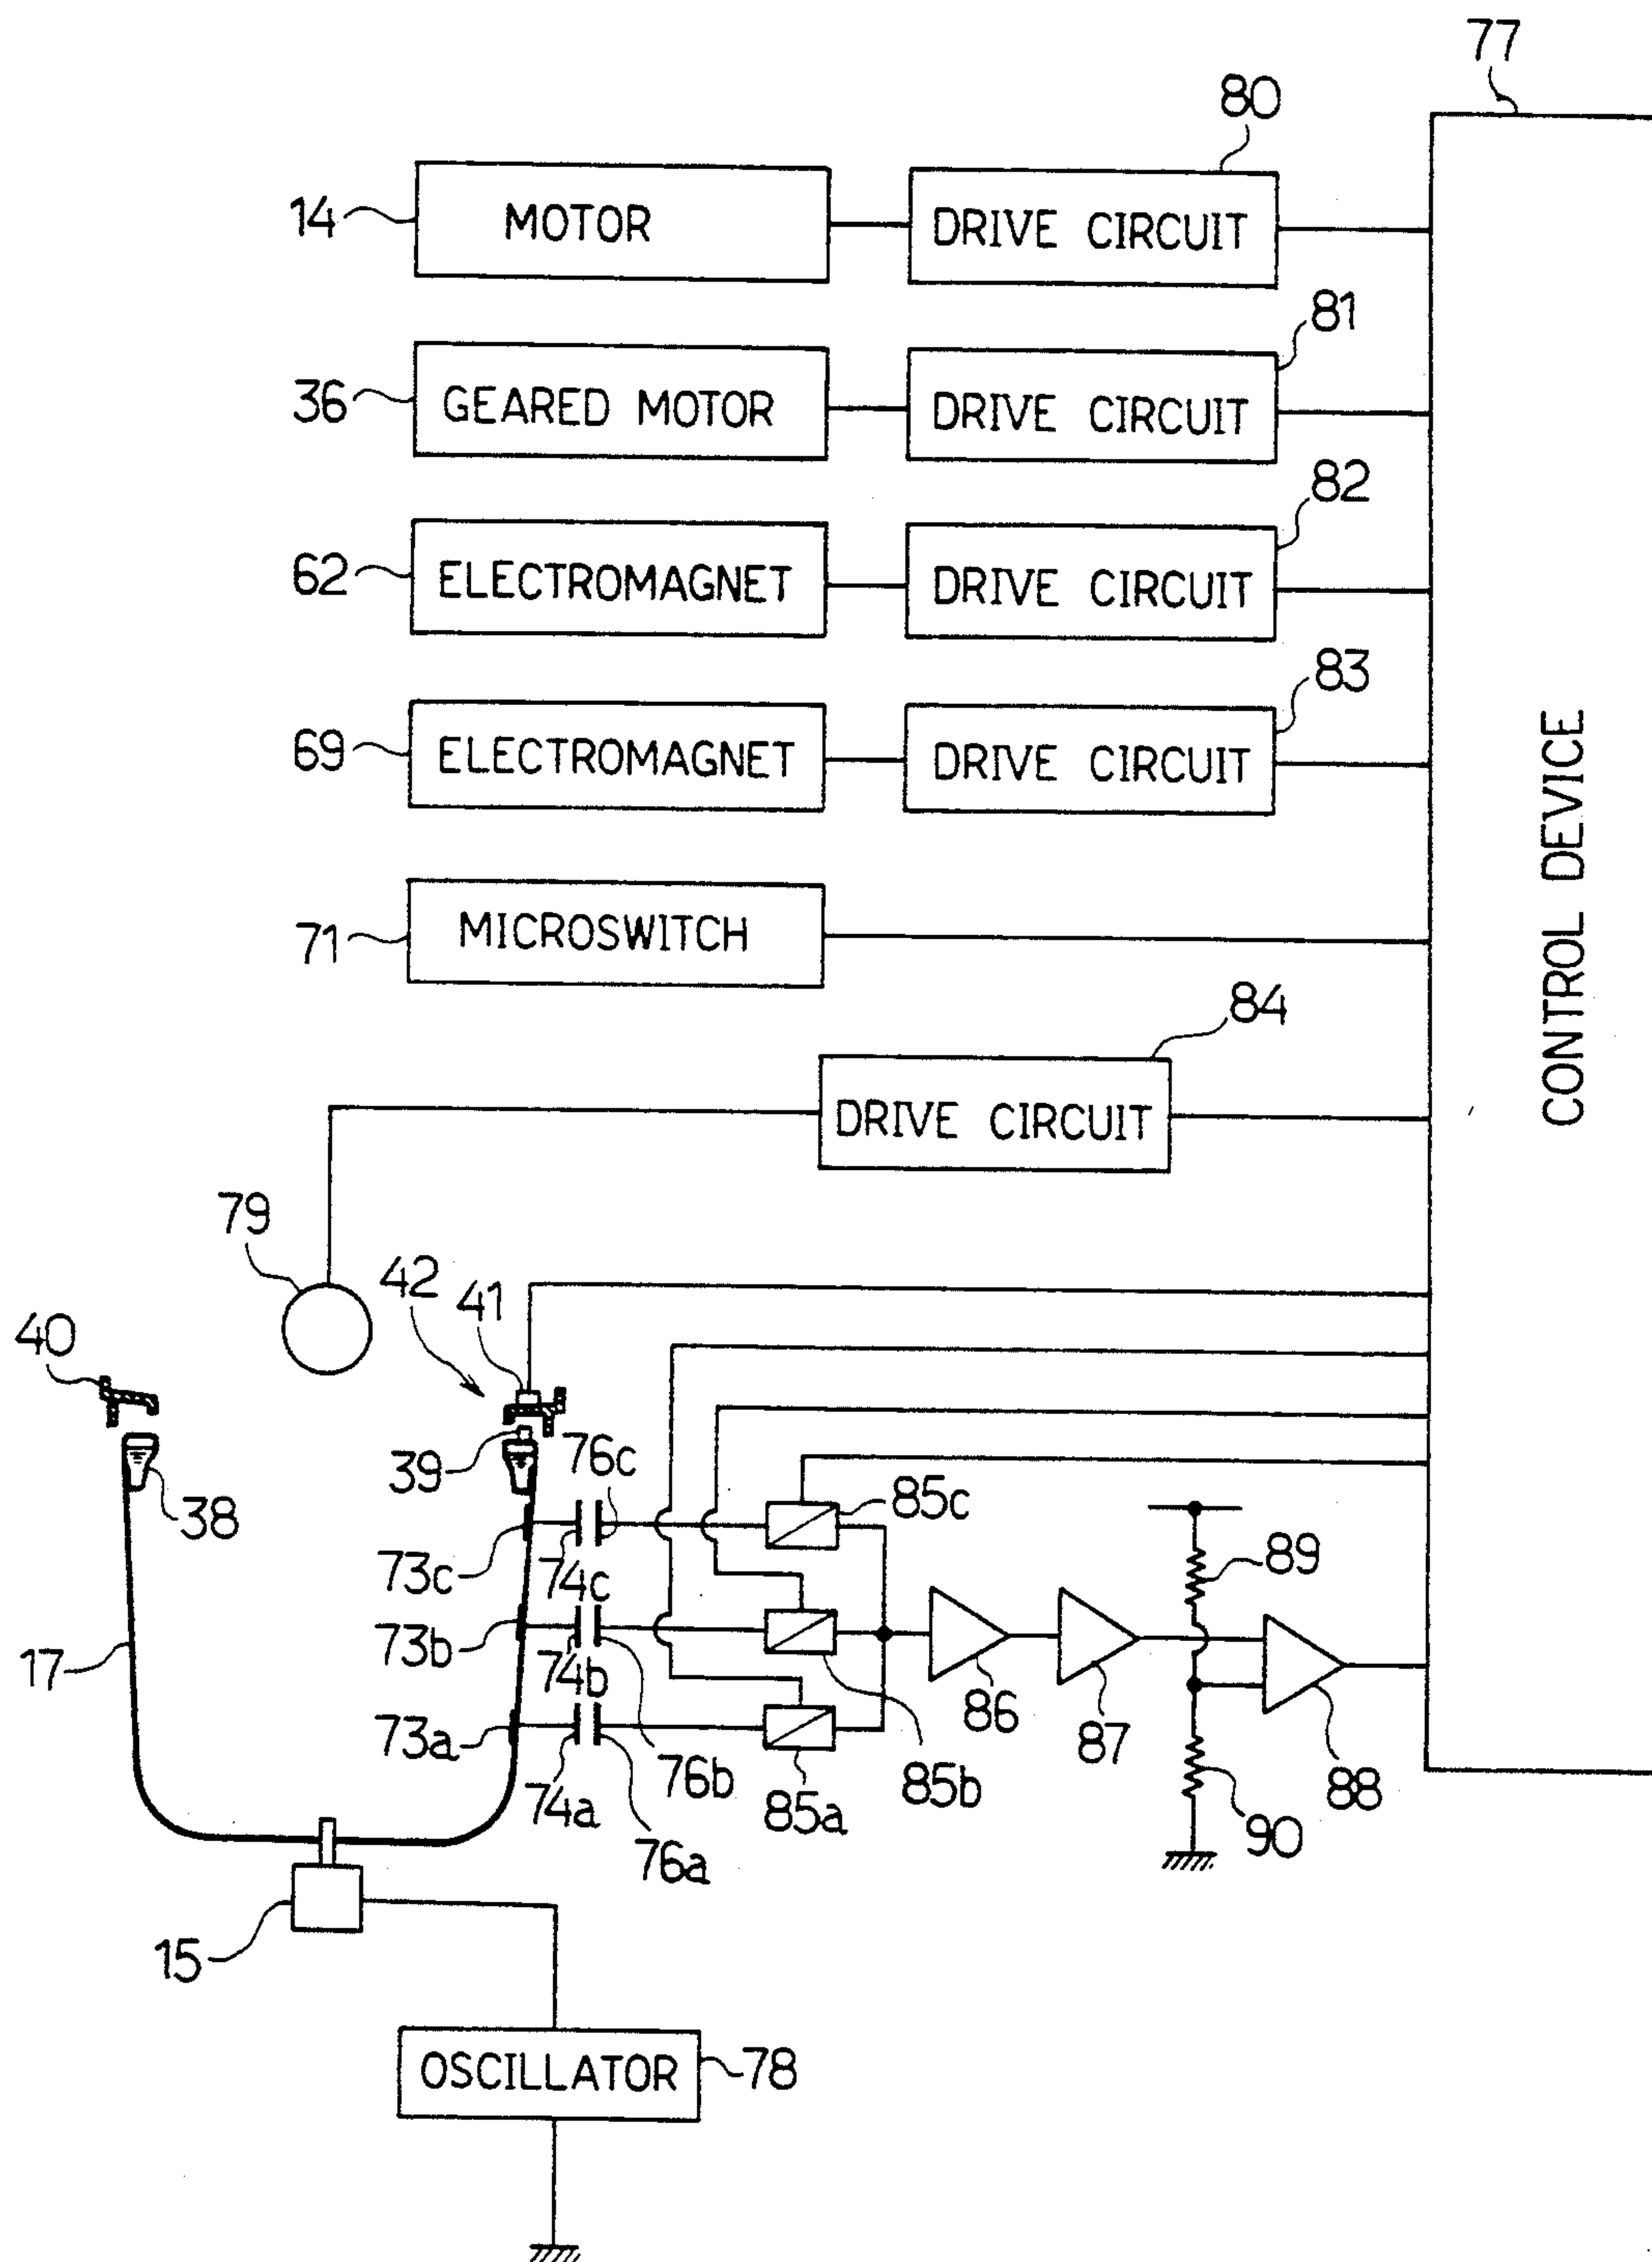 77
80
14
MOTOR
DRIVE CIRCUIT
81
36
GEARED MOTOR
DRIVE CIRCUIT
82
62
ELECTROMAGNET
DRIVE CIRCUIT
83
69
ELECTROMAGNET
DRIVE CIRCUIT
71
MICROSWITCH
CONTROL DEVICE
84
DRIVE CIRCUIT
79
42
41
40
39
76c
38
85c
73c
74c
89
73b
74b
17
86
73a
87
76b
85b
74a
85a
88
76a
90
15
OSCILLATOR
78